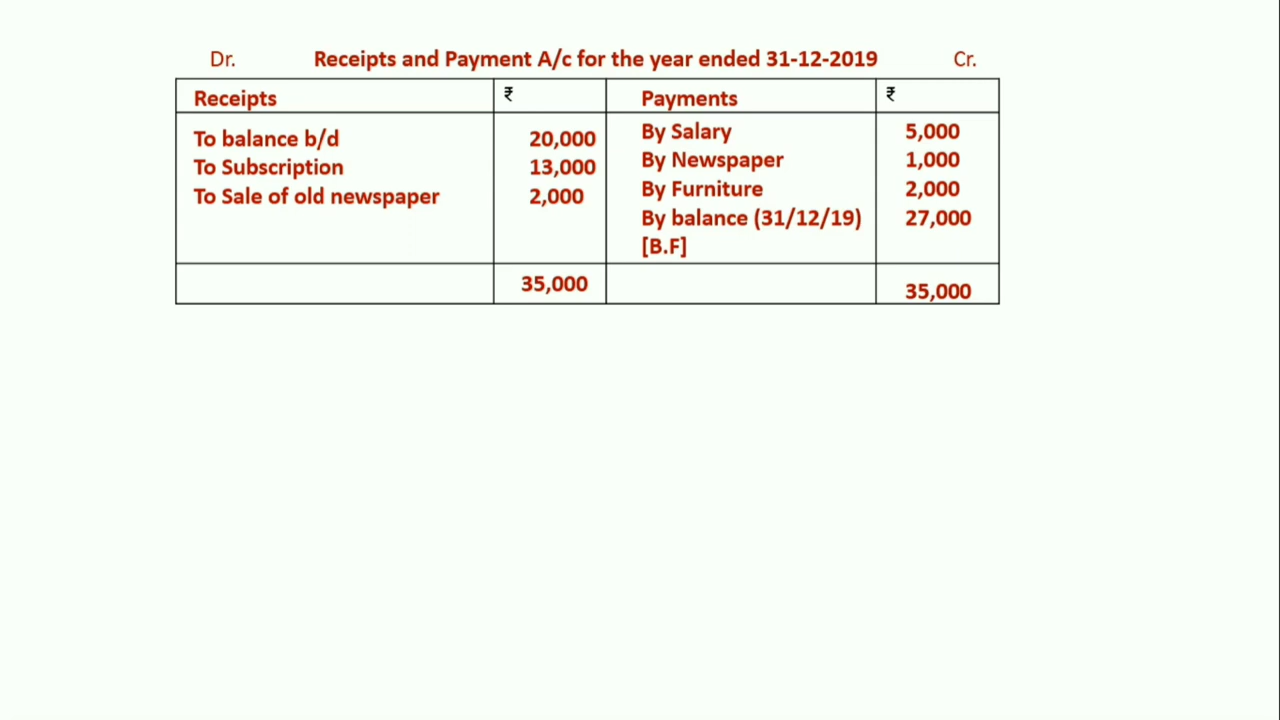 Dr. Receipts and Payment A/c for the year ended 31-12-2019 Cr.
Receipts ₹ Payments ₹
To balance b/d 20,000 By Salary 5,000
To Subscription 13,000 By Newspaper 1,000
To Sale of old newspaper 2,000 By Furniture 2,000
By balance (31/12/19) 27,000
[B.F]
35,000 35,000